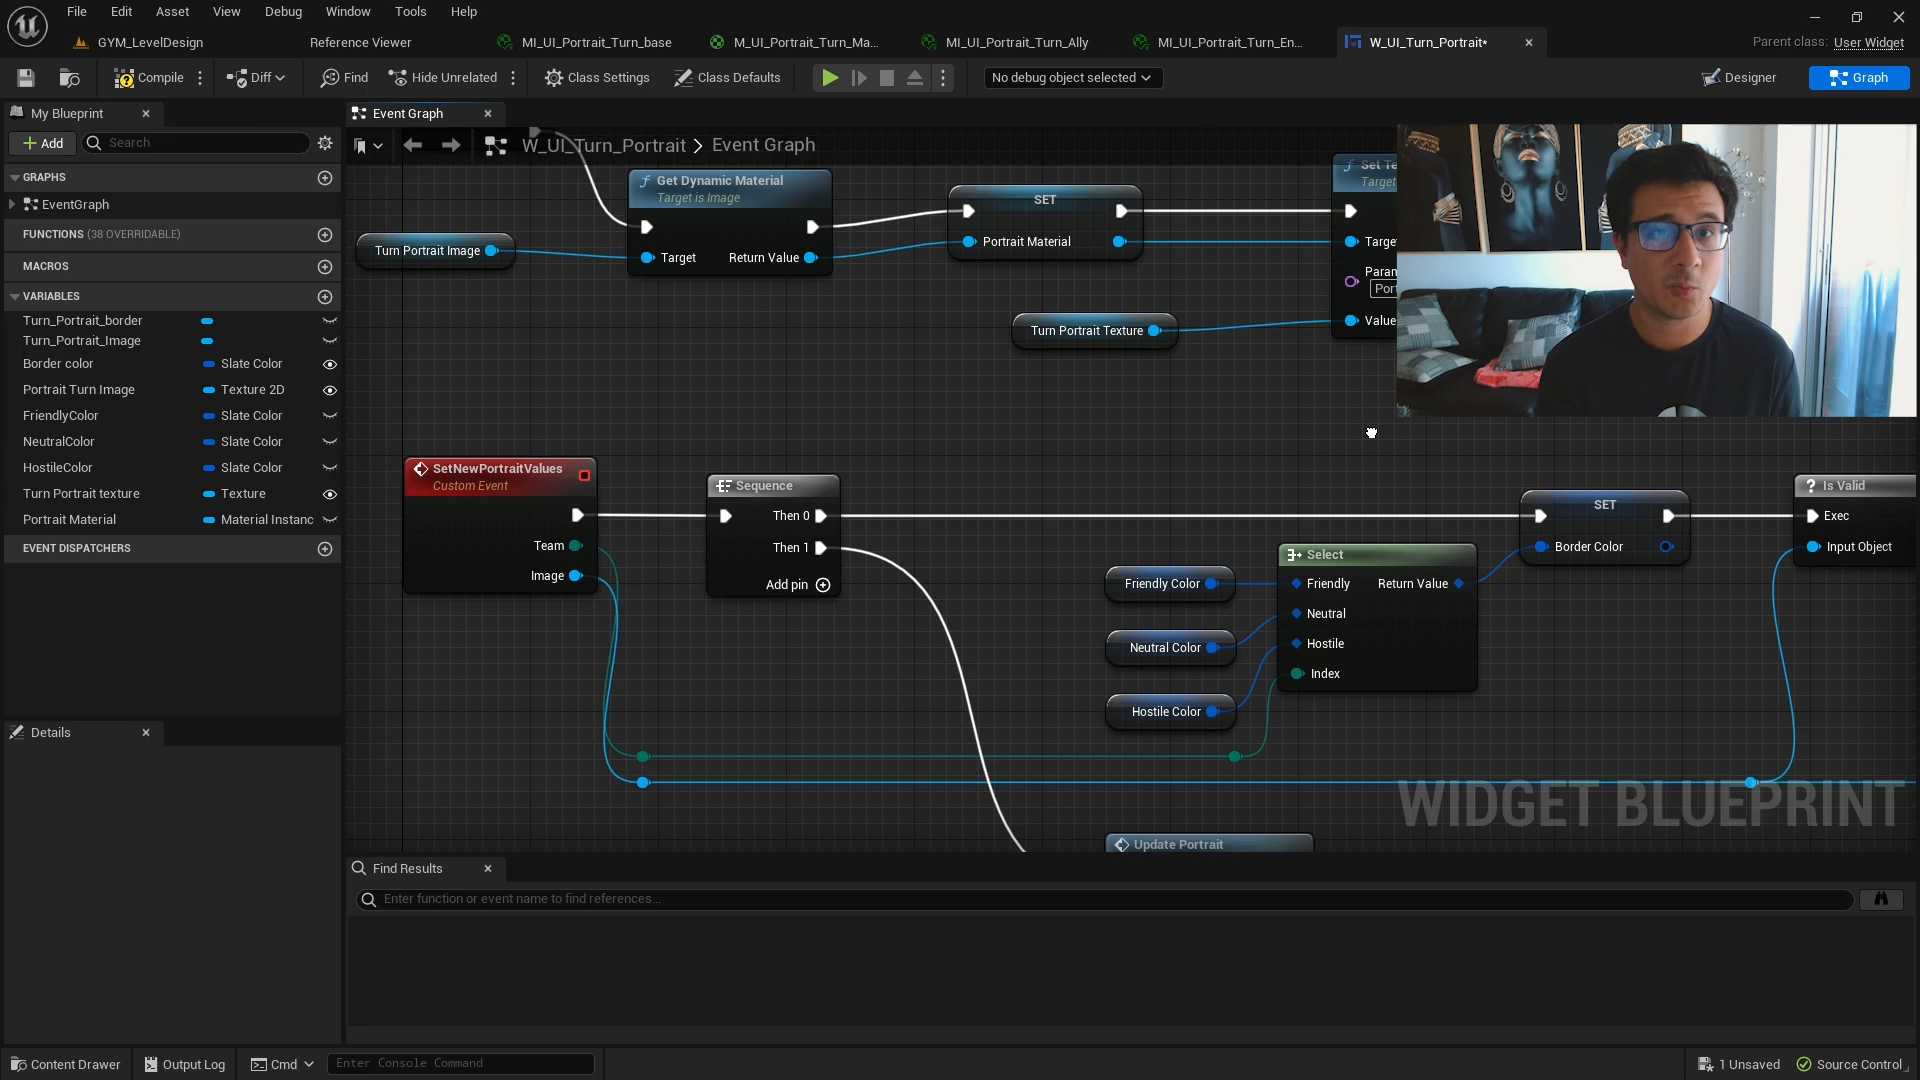 File Edit Asset View Debug Window Tools Help
GYM_LevelDesign Reference Viewer MI_UI_Portrait_Turn_base M_UI_Portrait_Turn_Ma... MI_UI_Portrait_Turn_Ally MI_UI_Portrait_Turn_En... W_UI_Turn_Portrait* Parent class: User Widget
Compile Diff Find Hide Unrelated Class Settings Class Defaults No debug object selected Designer Graph
My Blueprint
Event Graph
Add Search
W_UI_Turn_Portrait > Event Graph
GRAPHS
EventGraph
FUNCTIONS (38 OVERRIDABLE)
MACROS
VARIABLES
Turn_Portrait_border
Turn_Portrait_Image
Border color Slate Color
Portrait Turn Image Texture 2D
FriendlyColor Slate Color
NeutralColor Slate Color
HostileColor Slate Color
Turn Portrait texture Texture
Portrait Material Material Instanc
EVENT DISPATCHERS
Details
Turn Portrait Image
Get Dynamic Material
Target is Image
Target Return Value
SET
Portrait Material
Set Te
Target
Targe
Param
Port
Value
Turn Portrait Texture
SetNewPortraitValues
Custom Event
Team
Image
Sequence
Then 0
Then 1
Add pin
Friendly Color
Neutral Color
Hostile Color
Select
Friendly Return Value
Neutral
Hostile
Index
SET
Border Color
? Is Valid
Exec
Input Object
Update Portrait
WIDGET BLUEPRINT
Find Results
Enter function or event name to find references...
Content Drawer Output Log Cmd Enter Console Command 1 Unsaved Source Control